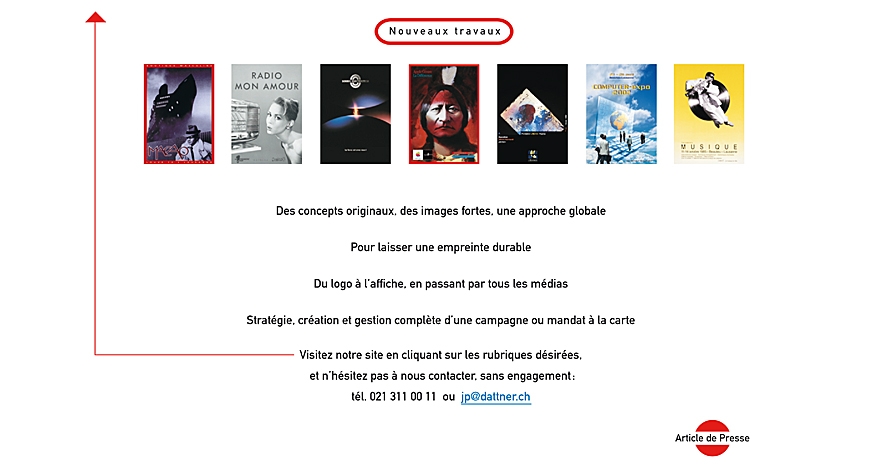 Nouveaux travaux
RADIO
MON AMOUR
COMPUTER-EXPO
2002
MUSIQUE
Des concepts originaux, des images fortes, une approche globale
Pour laisser une empreinte durable
Du logo à l'affiche, en passant par tous les médias
Stratégie, création et gestion complète d'une campagne ou mandat à la carte
Visitez notre site en cliquant sur les rubriques désirées,
et n'hésitez pas à nous contacter, sans engagement :
tél. 021 311 00 11 ou jp@dattner.ch
Article de Presse